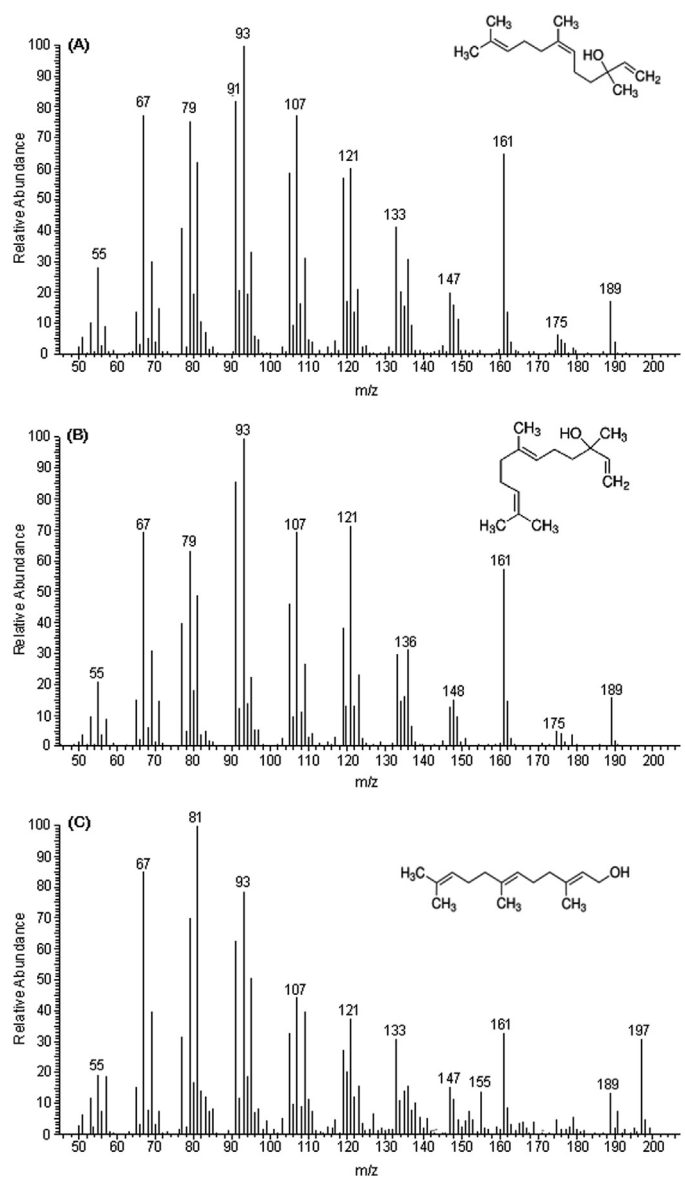 (A)
CH₃
H₃C
CH₃
HO
CH₂
CH₃
Relative Abundance
100
90
80
70
60
50
40
30
20
10
0
55
67
79
91
93
107
121
133
147
161
175
189
50 60 70 80 90 100 110 120 130 140 150 160 170 180 190 200
m/z
(B)
CH₃
HO
CH₃
CH₂
H₃C
CH₃
Relative Abundance
100
90
80
70
60
50
40
30
20
10
0
55
67
79
93
107
121
136
148
161
175
189
50 60 70 80 90 100 110 120 130 140 150 160 170 180 190 200
m/z
(C)
H₃C
OH
CH₃
CH₃
CH₃
Relative Abundance
100
90
80
70
60
50
40
30
20
10
0
55
67
81
93
107
121
133
147
155
161
189
197
50 60 70 80 90 100 110 120 130 140 150 160 170 180 190 200
m/z